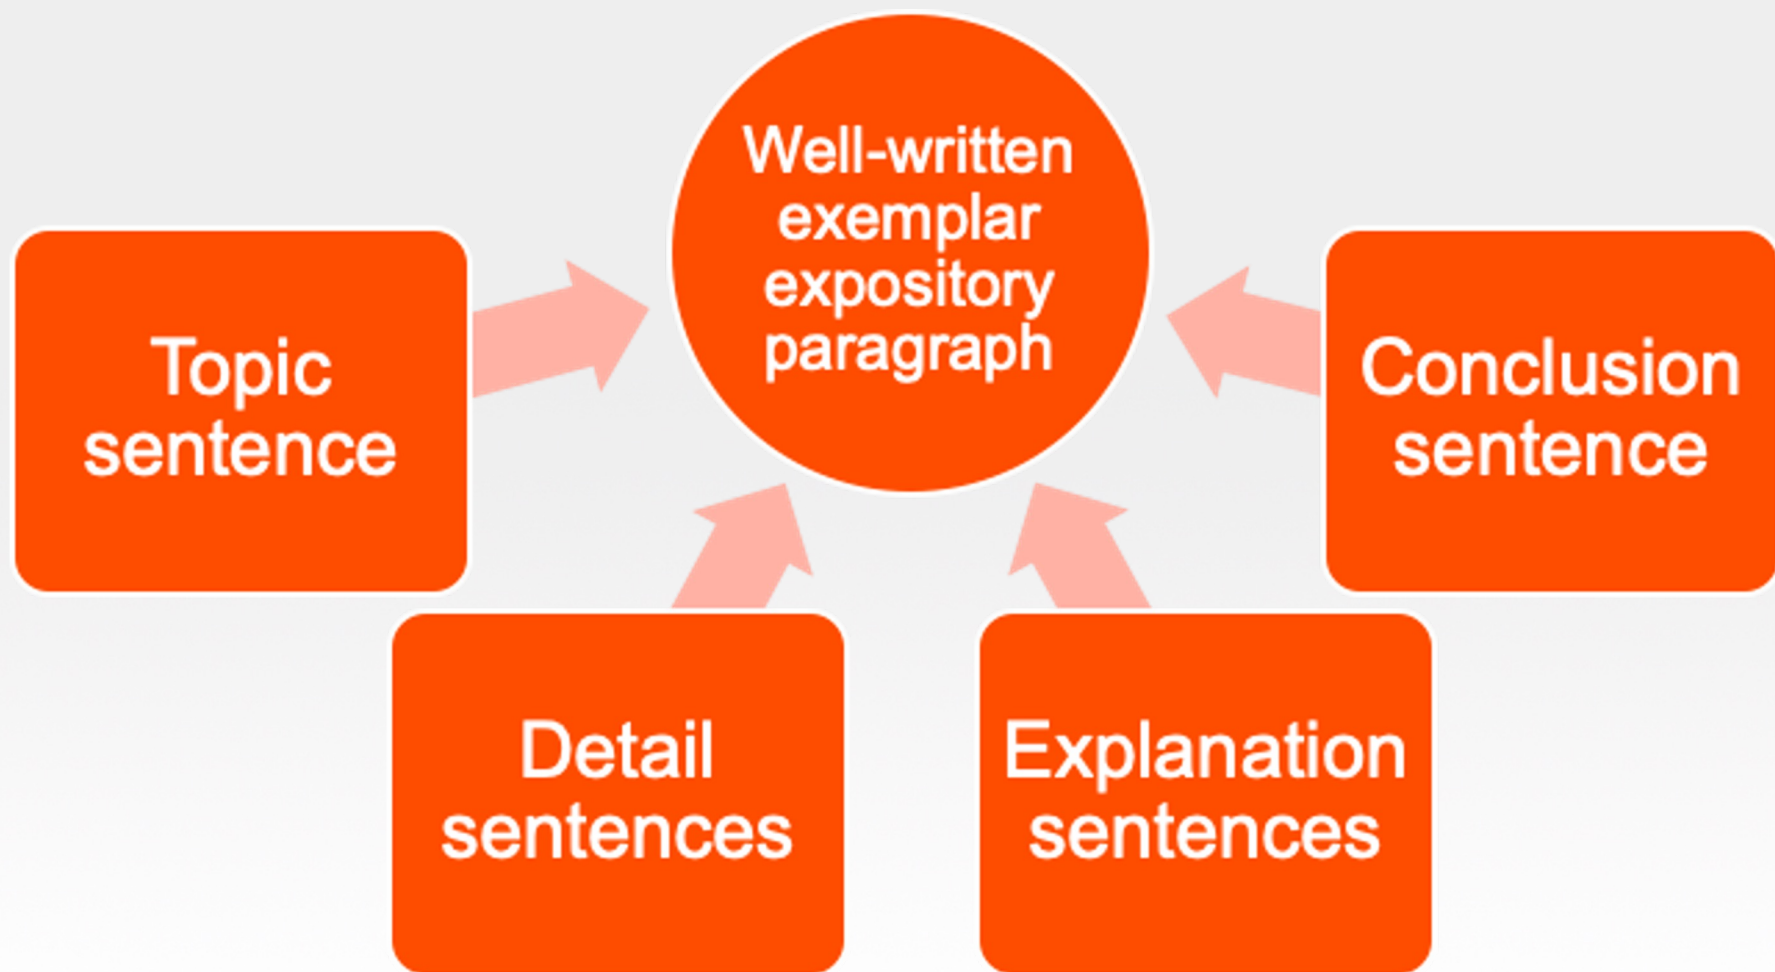 Well-written
exemplar
expository
paragraph
Topic
sentence
Detail
sentences
Explanation
sentences
Conclusion
sentence